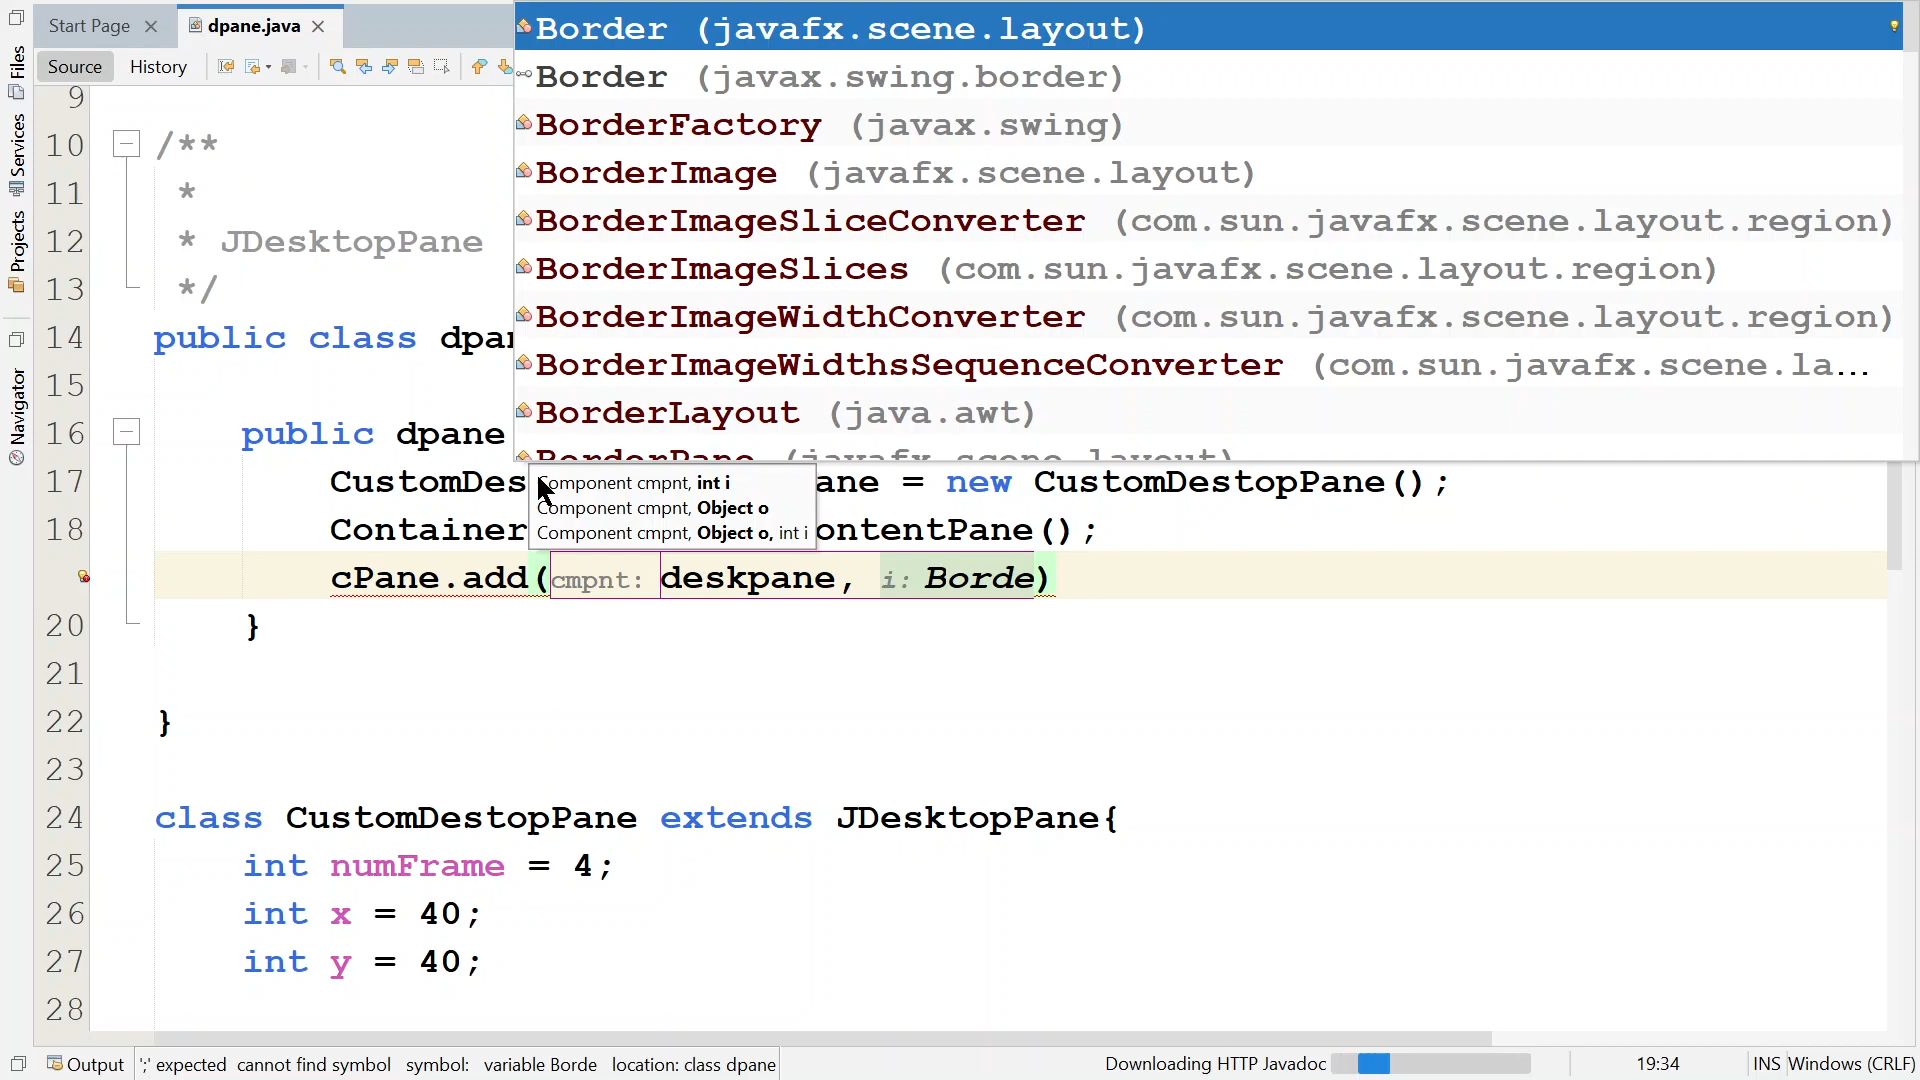 Start Page
dpane.java
Source
History
Files
Services
Projects
Navigator
Border (javafx.scene.layout)
Border (javax.swing.border)
BorderFactory (javax.swing)
BorderImage (javafx.scene.layout)
BorderImageSliceConverter (com.sun.javafx.scene.layout.region)
BorderImageSlices (com.sun.javafx.scene.layout.region)
BorderImageWidthConverter (com.sun.javafx.scene.layout.region)
BorderImageWidthsSequenceConverter (com.sun.javafx.scene.la...
BorderLayout (java.awt)
BorderPane (javafx.scene.layout)
Component cmpnt, int i
Component cmpnt, Object o
Component cmpnt, Object o, int i
9
10 /**
11 *
12 * JDesktopPane
13 */
14 public class dpan
15
16 public dpane
17 CustomDes ane = new CustomDestopPane();
18 Container ontentPane();
cPane.add(cmpnt: deskpane, i: Borde)
20 }
21
22 }
23
24 class CustomDestopPane extends JDesktopPane{
25 int numFrame = 4;
26 int x = 40;
27 int y = 40;
28
Output
';' expected cannot find symbol symbol: variable Borde location: class dpane
Downloading HTTP Javadoc
19:34
INS
Windows (CRLF)